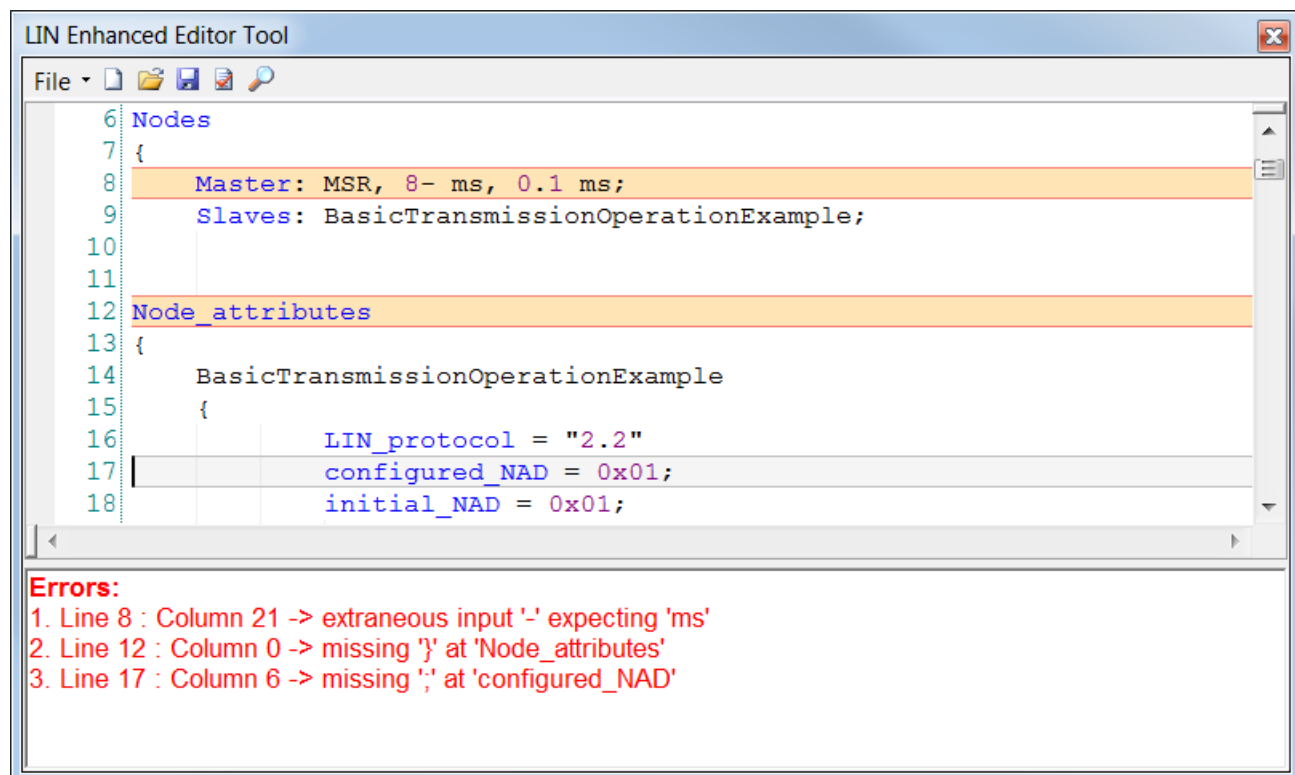 LIN Enhanced Editor Tool
File
6 Nodes
7 {
8 Master: MSR, 8- ms, 0.1 ms;
9 Slaves: BasicTransmissionOperationExample;
10
11
12 Node_attributes
13 {
14 BasicTransmissionOperationExample
15 {
16 LIN_protocol = "2.2"
17 configured_NAD = 0x01;
18 initial_NAD = 0x01;
Errors:
1. Line 8 : Column 21 -> extraneous input '-' expecting 'ms'
2. Line 12 : Column 0 -> missing '}' at 'Node_attributes'
3. Line 17 : Column 6 -> missing ';' at 'configured_NAD'